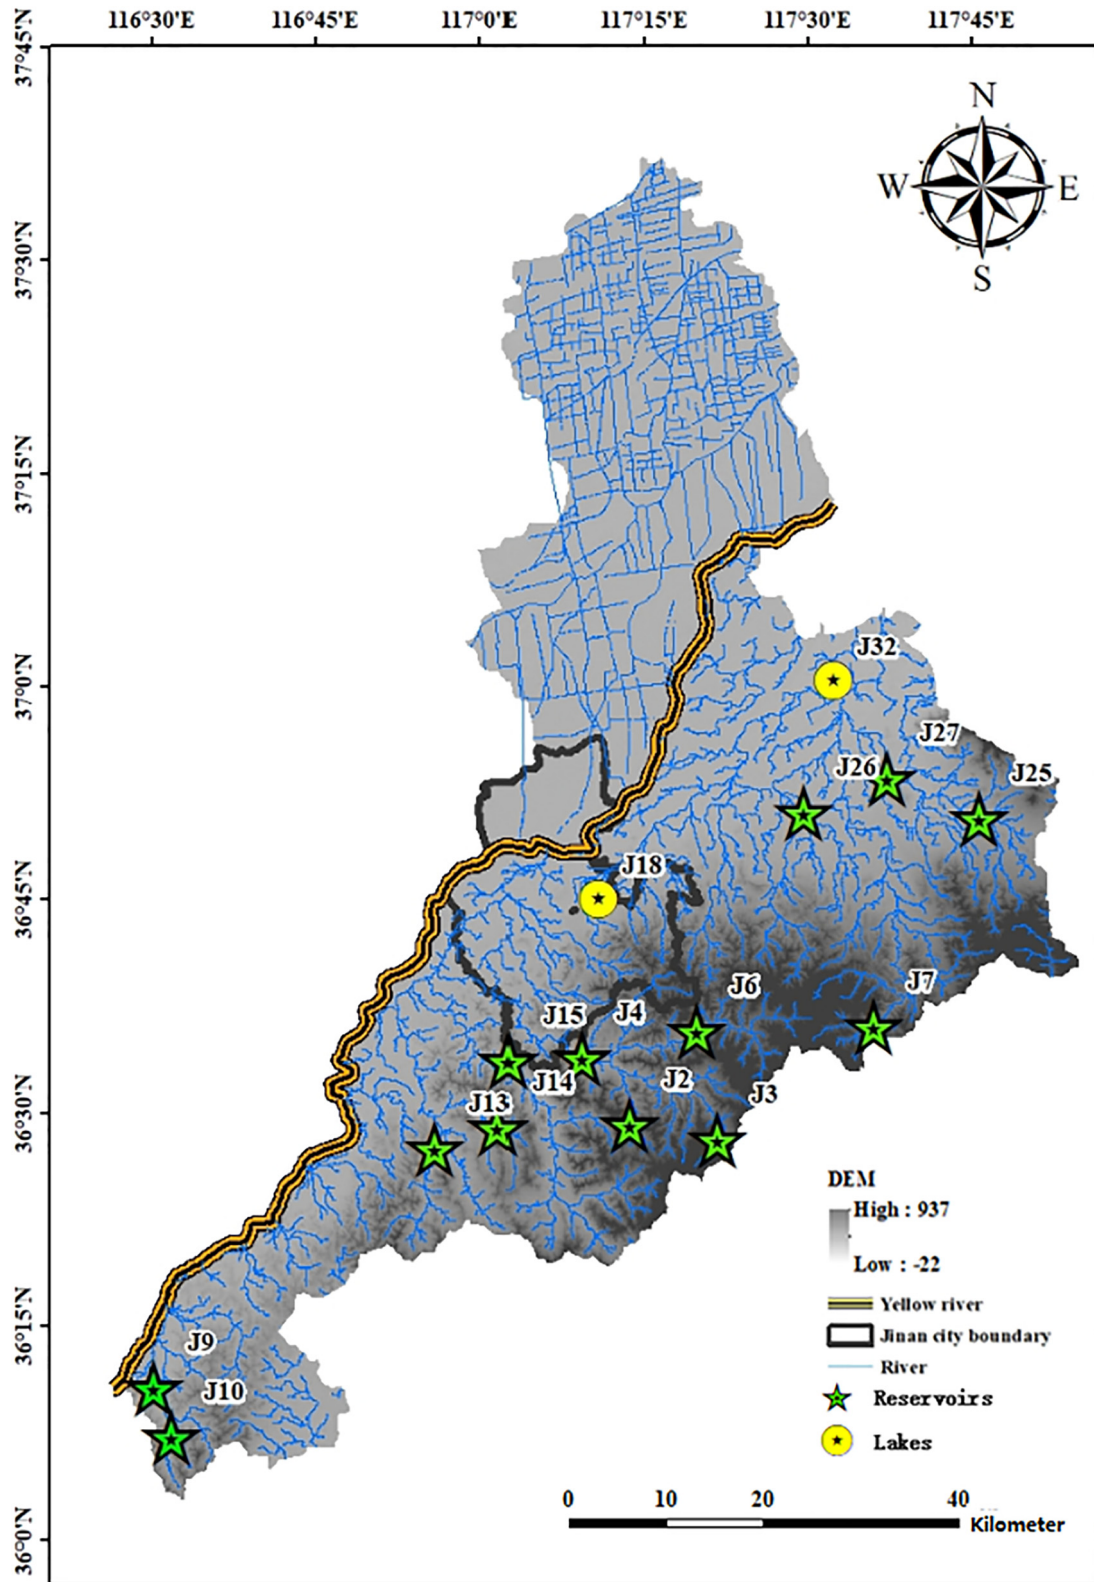 116°30'E 116°45'E 117°0'E 117°15'E 117°30'E 117°45'E
37°45'N
N
W E
S
37°30'N
37°15'N
37°0'N
J32
J27
J26
J25
J18
36°45'N
J6
J7
J15
J4
J14
J2
J3
J13
36°30'N
DEM
High : 937
Low : -22
Yellow river
Jinan city boundary
River
Reservoirs
Lakes
36°15'N
J9
J10
0 10 20 40
Kilometer
36°0'N